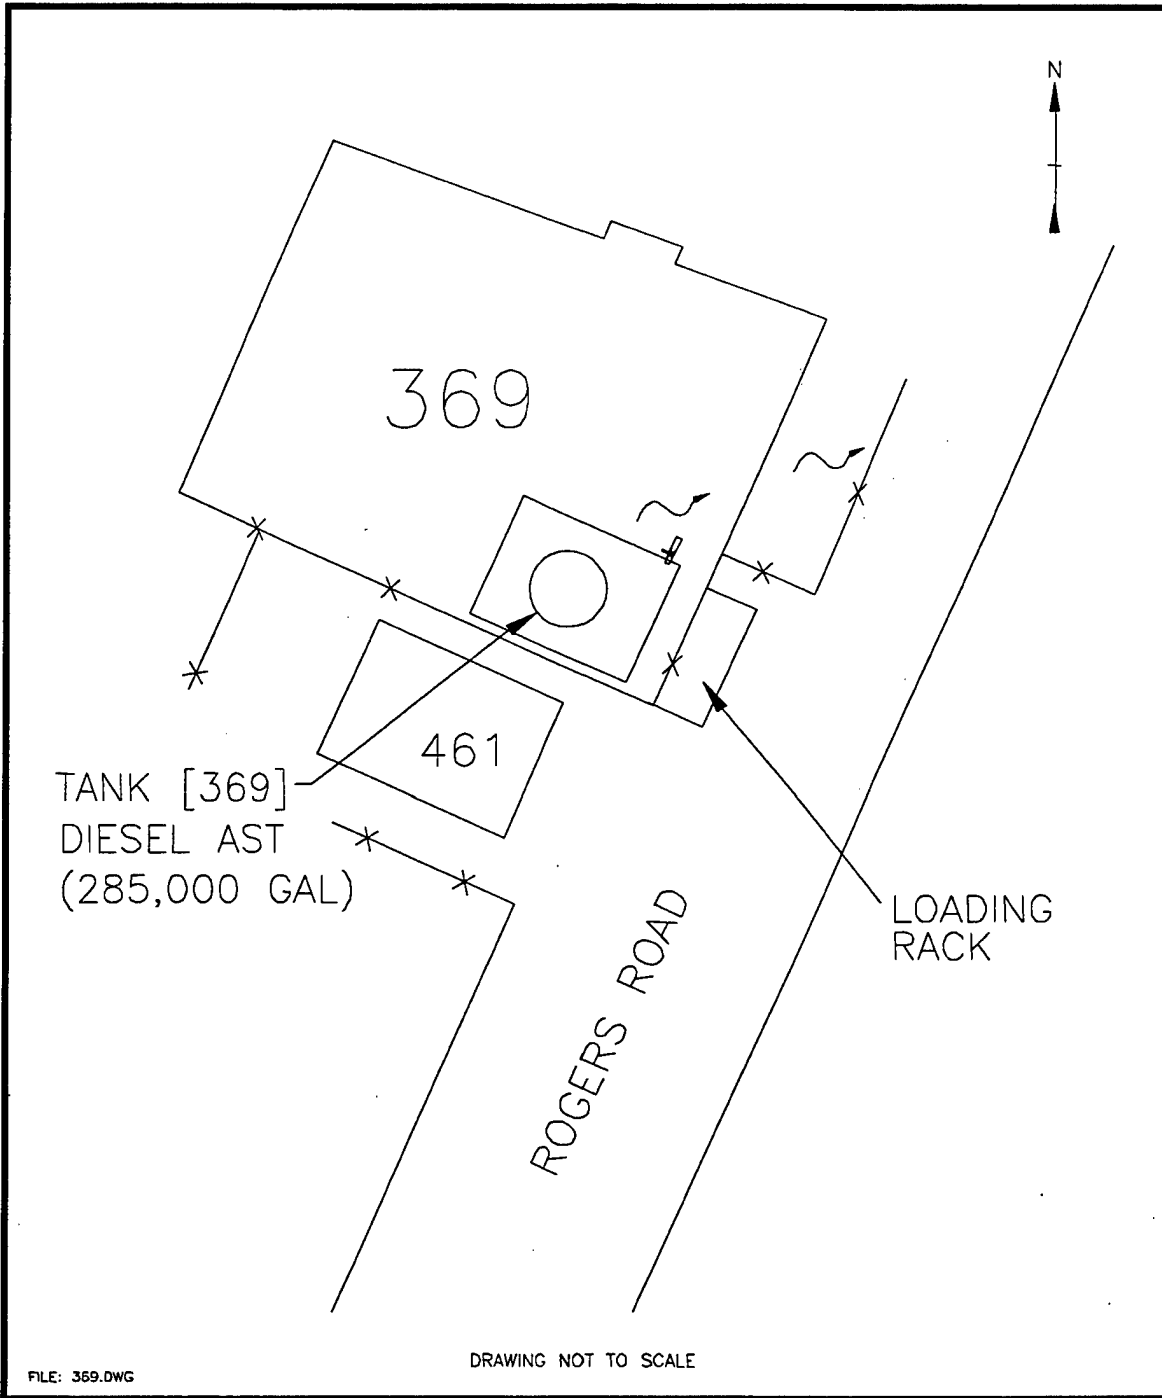 N
369
461
TANK [369]
DIESEL AST
(285,000 GAL)
LOADING
RACK
ROGERS ROAD
DRAWING NOT TO SCALE
FILE: 369.DWG